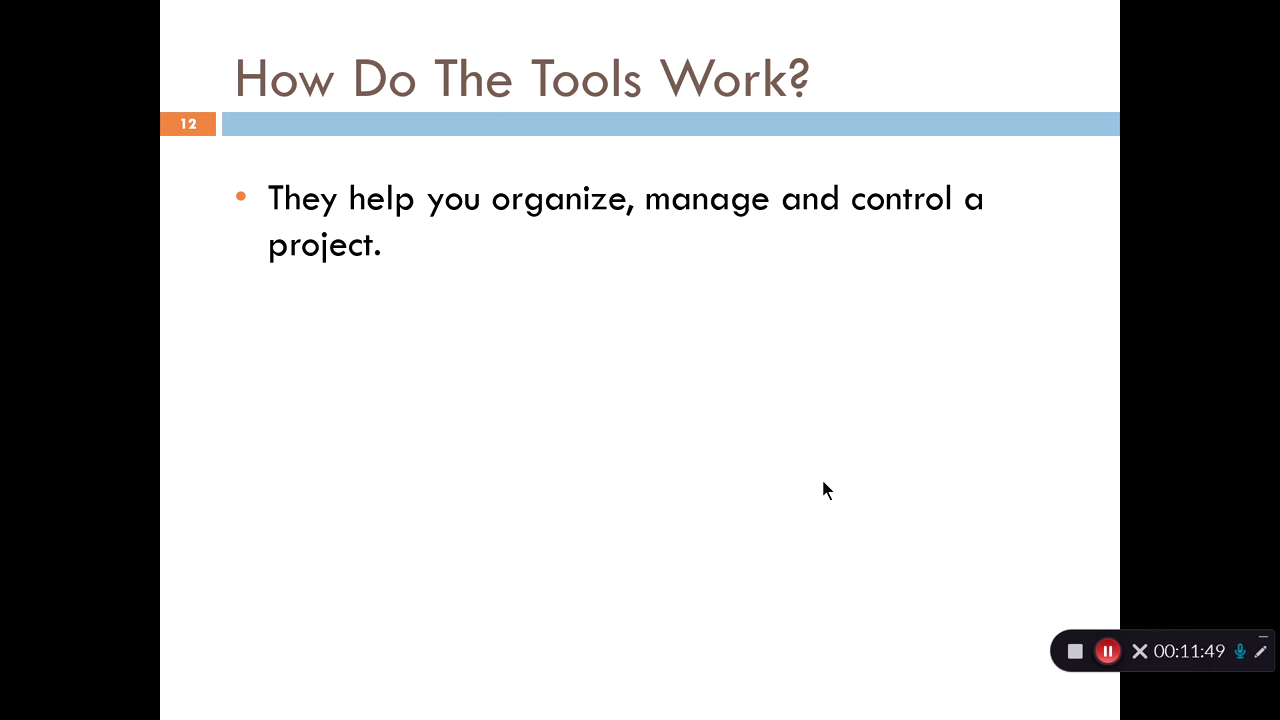 How Do The Tools Work?
12
• They help you organize, manage and control a
project.
00:11:49